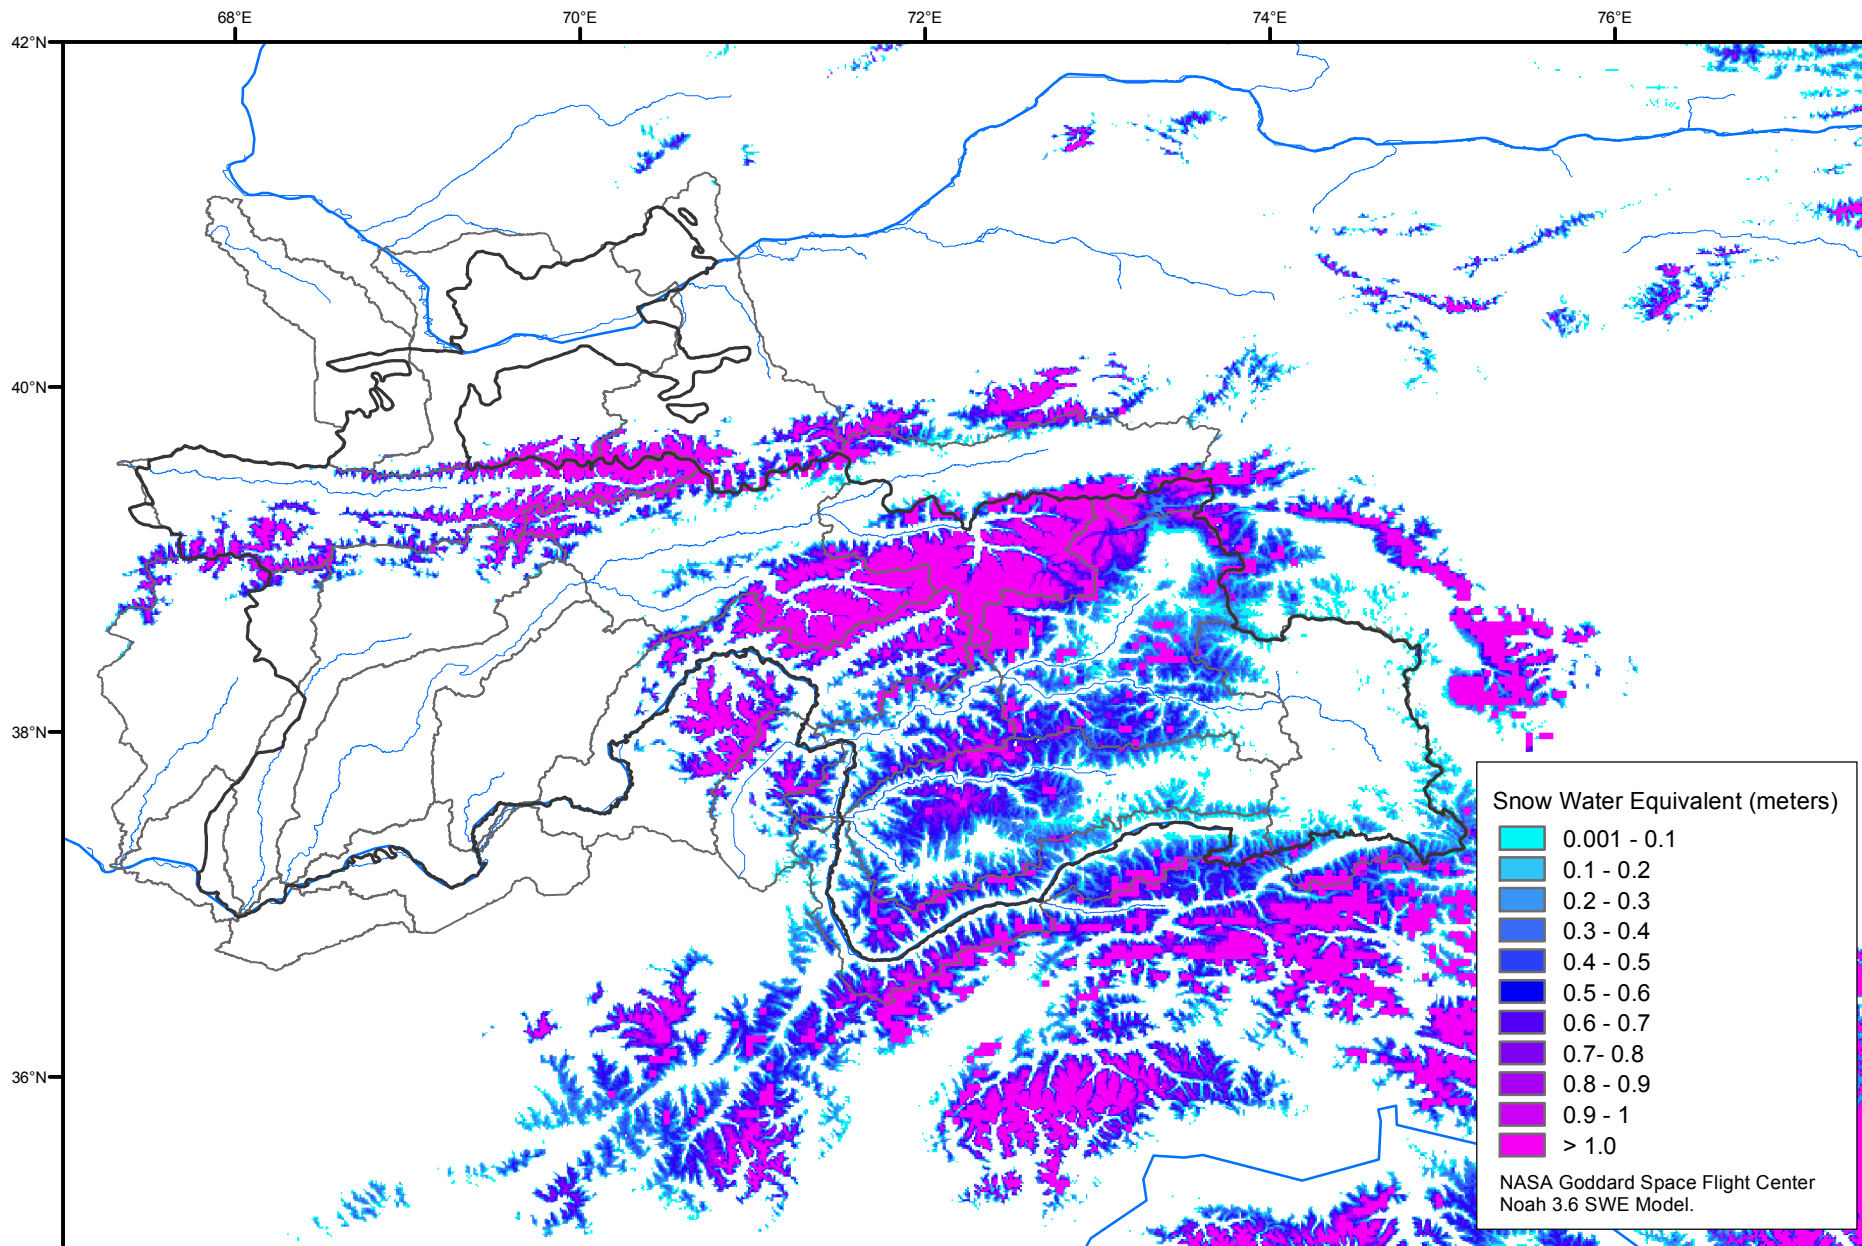 68°E 70°E 72°E 74°E 76°E
42°N
40°N
38°N
36°N
Snow Water Equivalent (meters)
0.001 - 0.1
0.1 - 0.2
0.2 - 0.3
0.3 - 0.4
0.4 - 0.5
0.5 - 0.6
0.6 - 0.7
0.7- 0.8
0.8 - 0.9
0.9 - 1
> 1.0
NASA Goddard Space Flight Center
Noah 3.6 SWE Model.